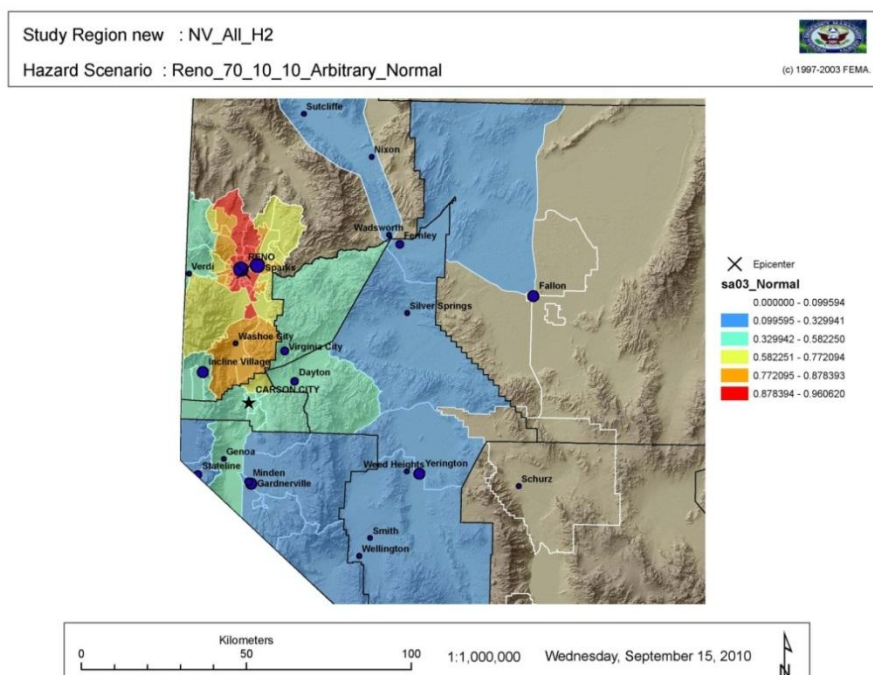 Study Region new : NV_All_H2
Hazard Scenario : Reno_70_10_10_Arbitrary_Normal
(c) 1997-2003 FEMA.
Sutcliffe
Nixon
Wadsworth
Fernley
RENO
Sparks
Verdi
Fallon
Silver Springs
Washoe City
Virginia City
Incline Village
Dayton
CARSON CITY
Genoa
Stateline
Minden
Gardnerville
Weed Heights
Yerington
Schurz
Smith
Wellington
Epicenter
sa03_Normal
0.000000 - 0.099594
0.099595 - 0.329941
0.329942 - 0.582250
0.582251 - 0.772094
0.772095 - 0.878393
0.878394 - 0.960620
Kilometers
0 50 100
1:1,000,000
Wednesday, September 15, 2010